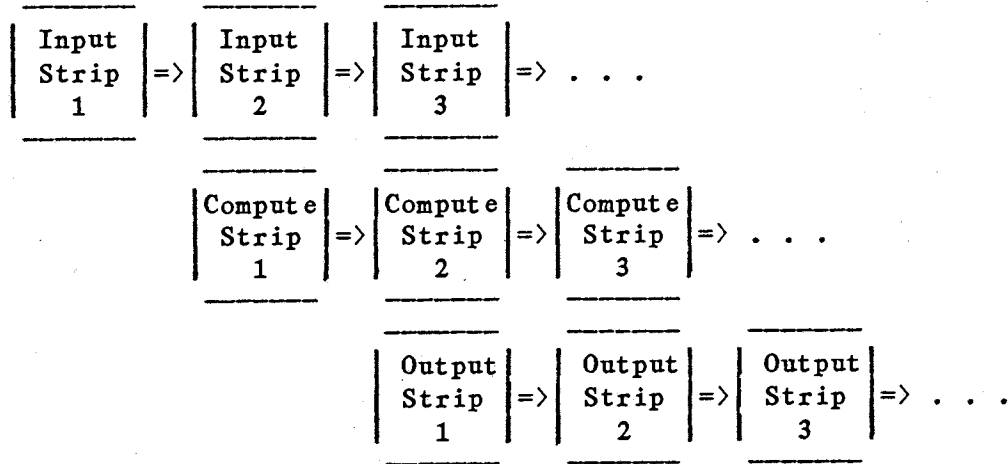 Input Input Input
Strip => Strip => Strip => . . .
1 2 3
Compute Compute Compute
Strip => Strip => Strip => . . .
1 2 3
Output Output Output
Strip => Strip => Strip => . . .
1 2 3